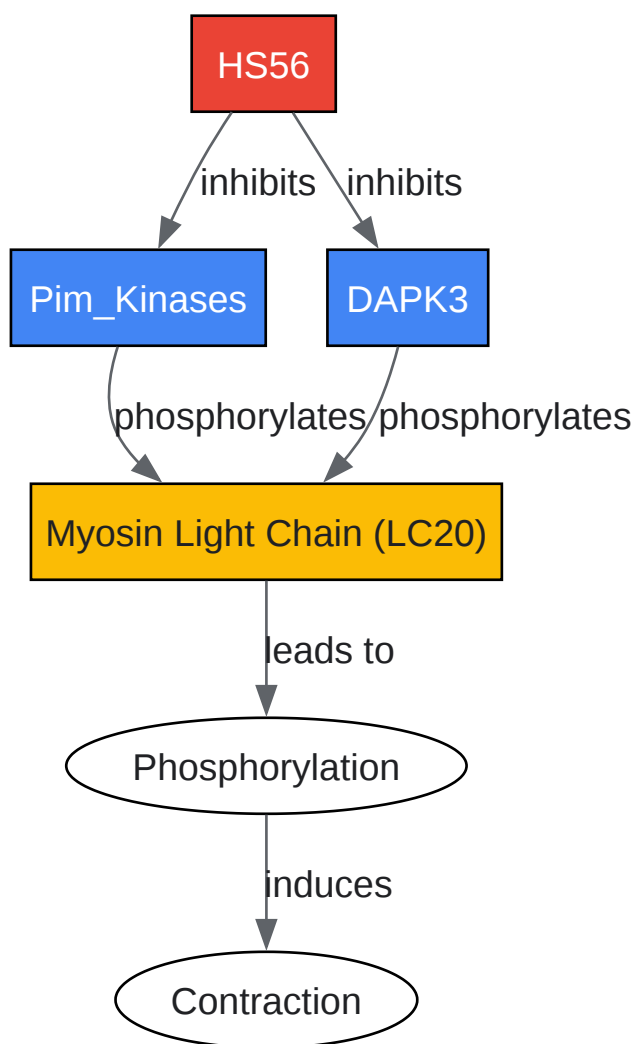 HS56
inhibits inhibits
Pim_Kinases DAPK3
phosphorylates phosphorylates
Myosin Light Chain (LC20)
leads to
Phosphorylation
induces
Contraction